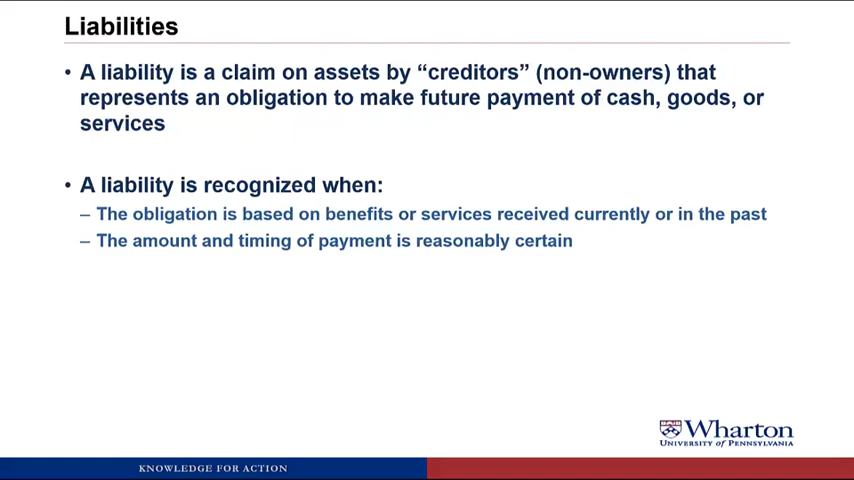 Liabilities
• A liability is a claim on assets by “creditors” (non-owners) that
represents an obligation to make future payment of cash, goods, or
services
• A liability is recognized when:
– The obligation is based on benefits or services received currently or in the past
– The amount and timing of payment is reasonably certain
Wharton
UNIVERSITY of PENNSYLVANIA
KNOWLEDGE FOR ACTION